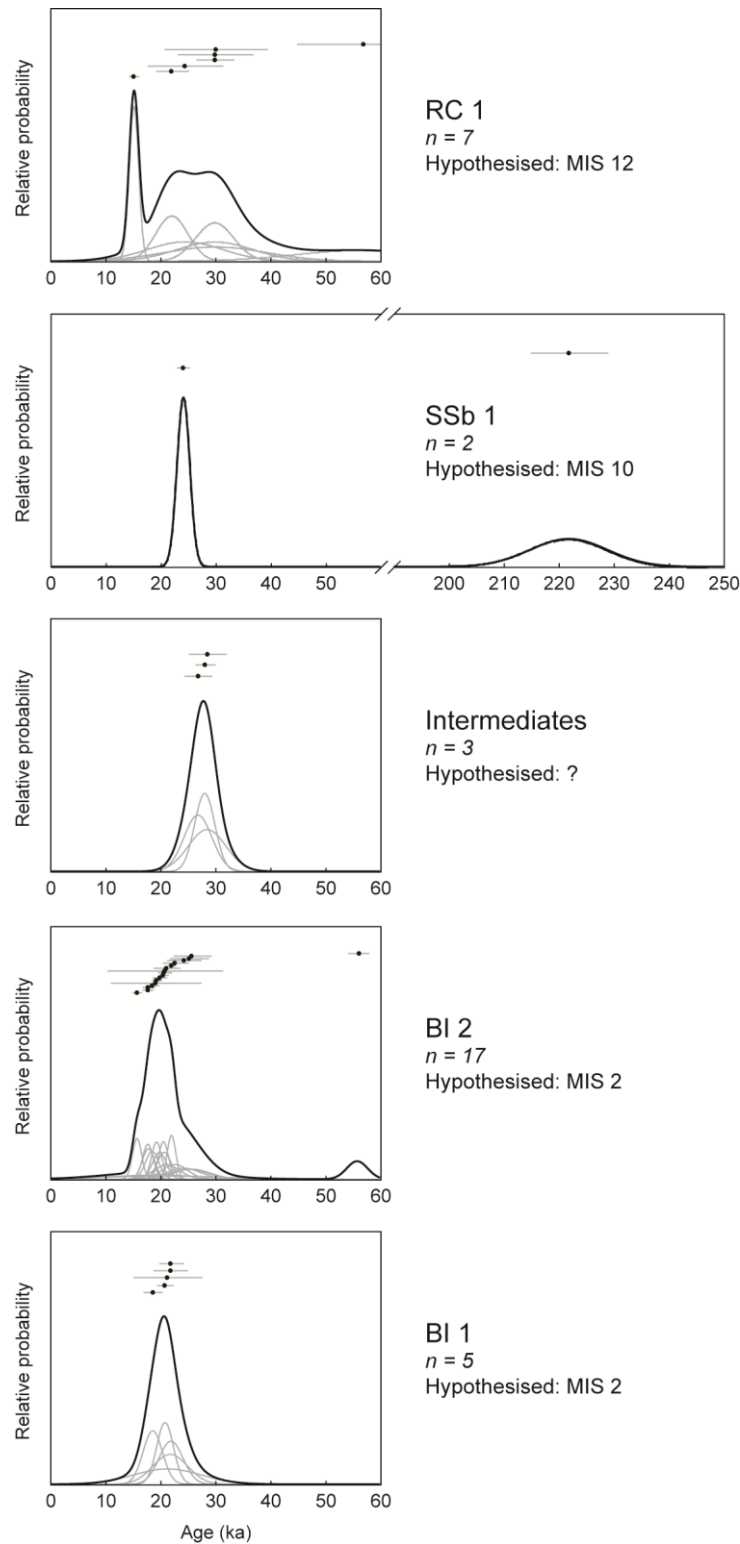 Relative probability
RC 1
n = 7
Hypothesised: MIS 12
0 10 20 30 40 50 60
Relative probability
SSb 1
n = 2
Hypothesised: MIS 10
0 10 20 30 40 50 200 210 220 230 240 250
Relative probability
Intermediates
n = 3
Hypothesised: ?
0 10 20 30 40 50 60
Relative probability
BI 2
n = 17
Hypothesised: MIS 2
0 10 20 30 40 50 60
Relative probability
BI 1
n = 5
Hypothesised: MIS 2
0 10 20 30 40 50 60
Age (ka)